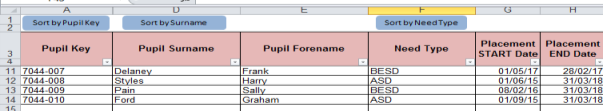 A D E F G H
1 Sort by Pupil Key Sort by Surname Sort by Need Type
2
3 Pupil Key Pupil Surname Pupil Forename Need Type Placement START Date Placement END Date
4
11 7044-007 Delaney Frank BESD 01/05/17 28/02/17
12 7044-008 Styles Harry ASD 01/06/15 31/03/18
13 7044-009 Pain Sally BESD 08/02/16 31/03/18
14 7044-010 Ford Graham ASD 01/09/15 31/03/18
15